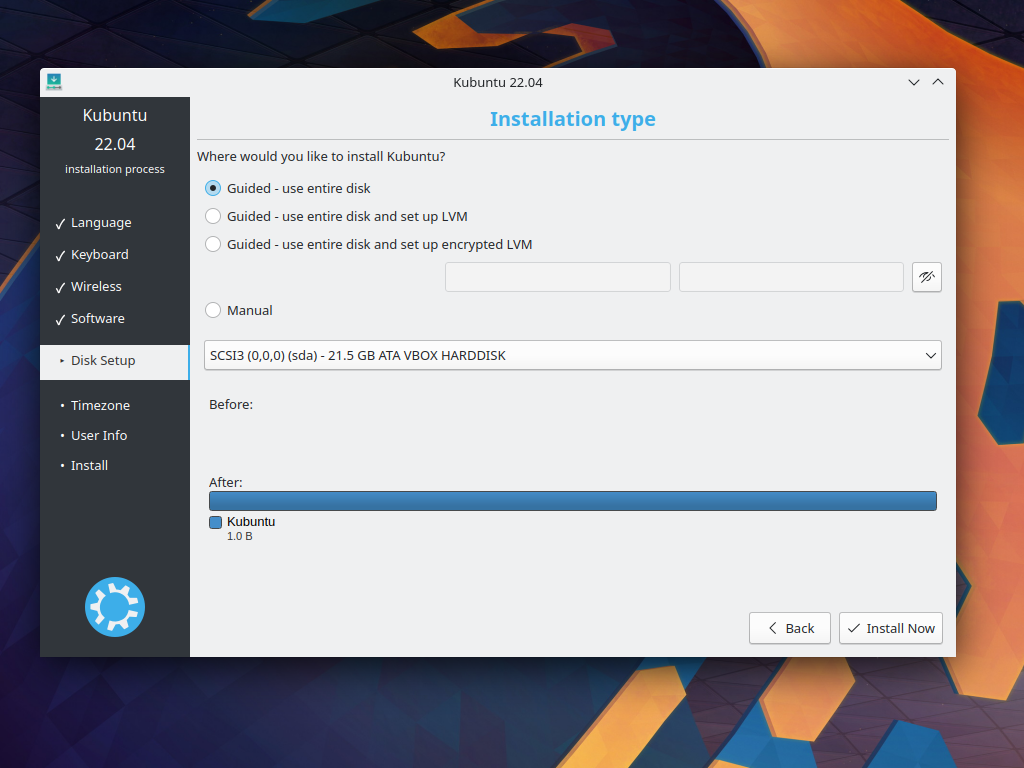 Kubuntu 22.04
Kubuntu
22.04
installation process
Language
Keyboard
Wireless
Software
Disk Setup
Timezone
User Info
Install
Installation type
Where would you like to install Kubuntu?
Guided - use entire disk
Guided - use entire disk and set up LVM
Guided - use entire disk and set up encrypted LVM
Manual
SCSI3 (0,0,0) (sda) - 21.5 GB ATA VBOX HARDDISK
Before:
After:
Kubuntu
1.0 B
Back
Install Now